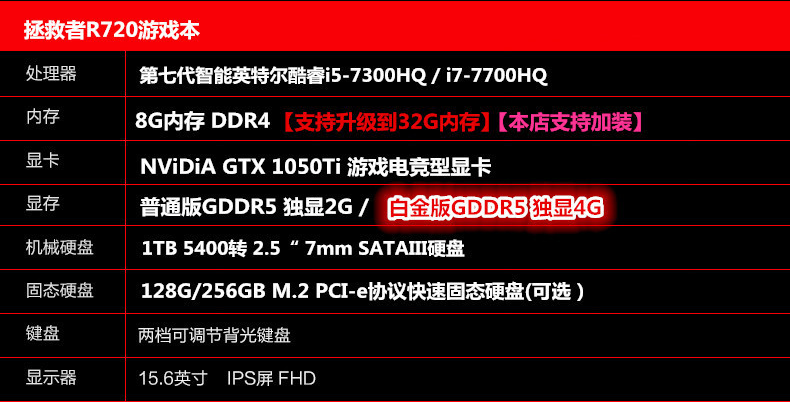 拯救者R720游戏本
处理器 第七代智能英特尔酷睿i5-7300HQ / i7-7700HQ
内存 8G内存 DDR4【支持升级到32G内存】【本店支持加装】
显卡 NViDiA GTX 1050Ti 游戏电竞型显卡
显存 普通版GDDR5 独显2G / 白金版GDDR5 独显4G
机械硬盘 1TB 5400转 2.5“ 7mm SATAIII硬盘
固态硬盘 128G/256GB M.2 PCI-e协议快速固态硬盘(可选 )
键盘 两档可调节背光键盘
显示器 15.6英寸 IPS屏 FHD